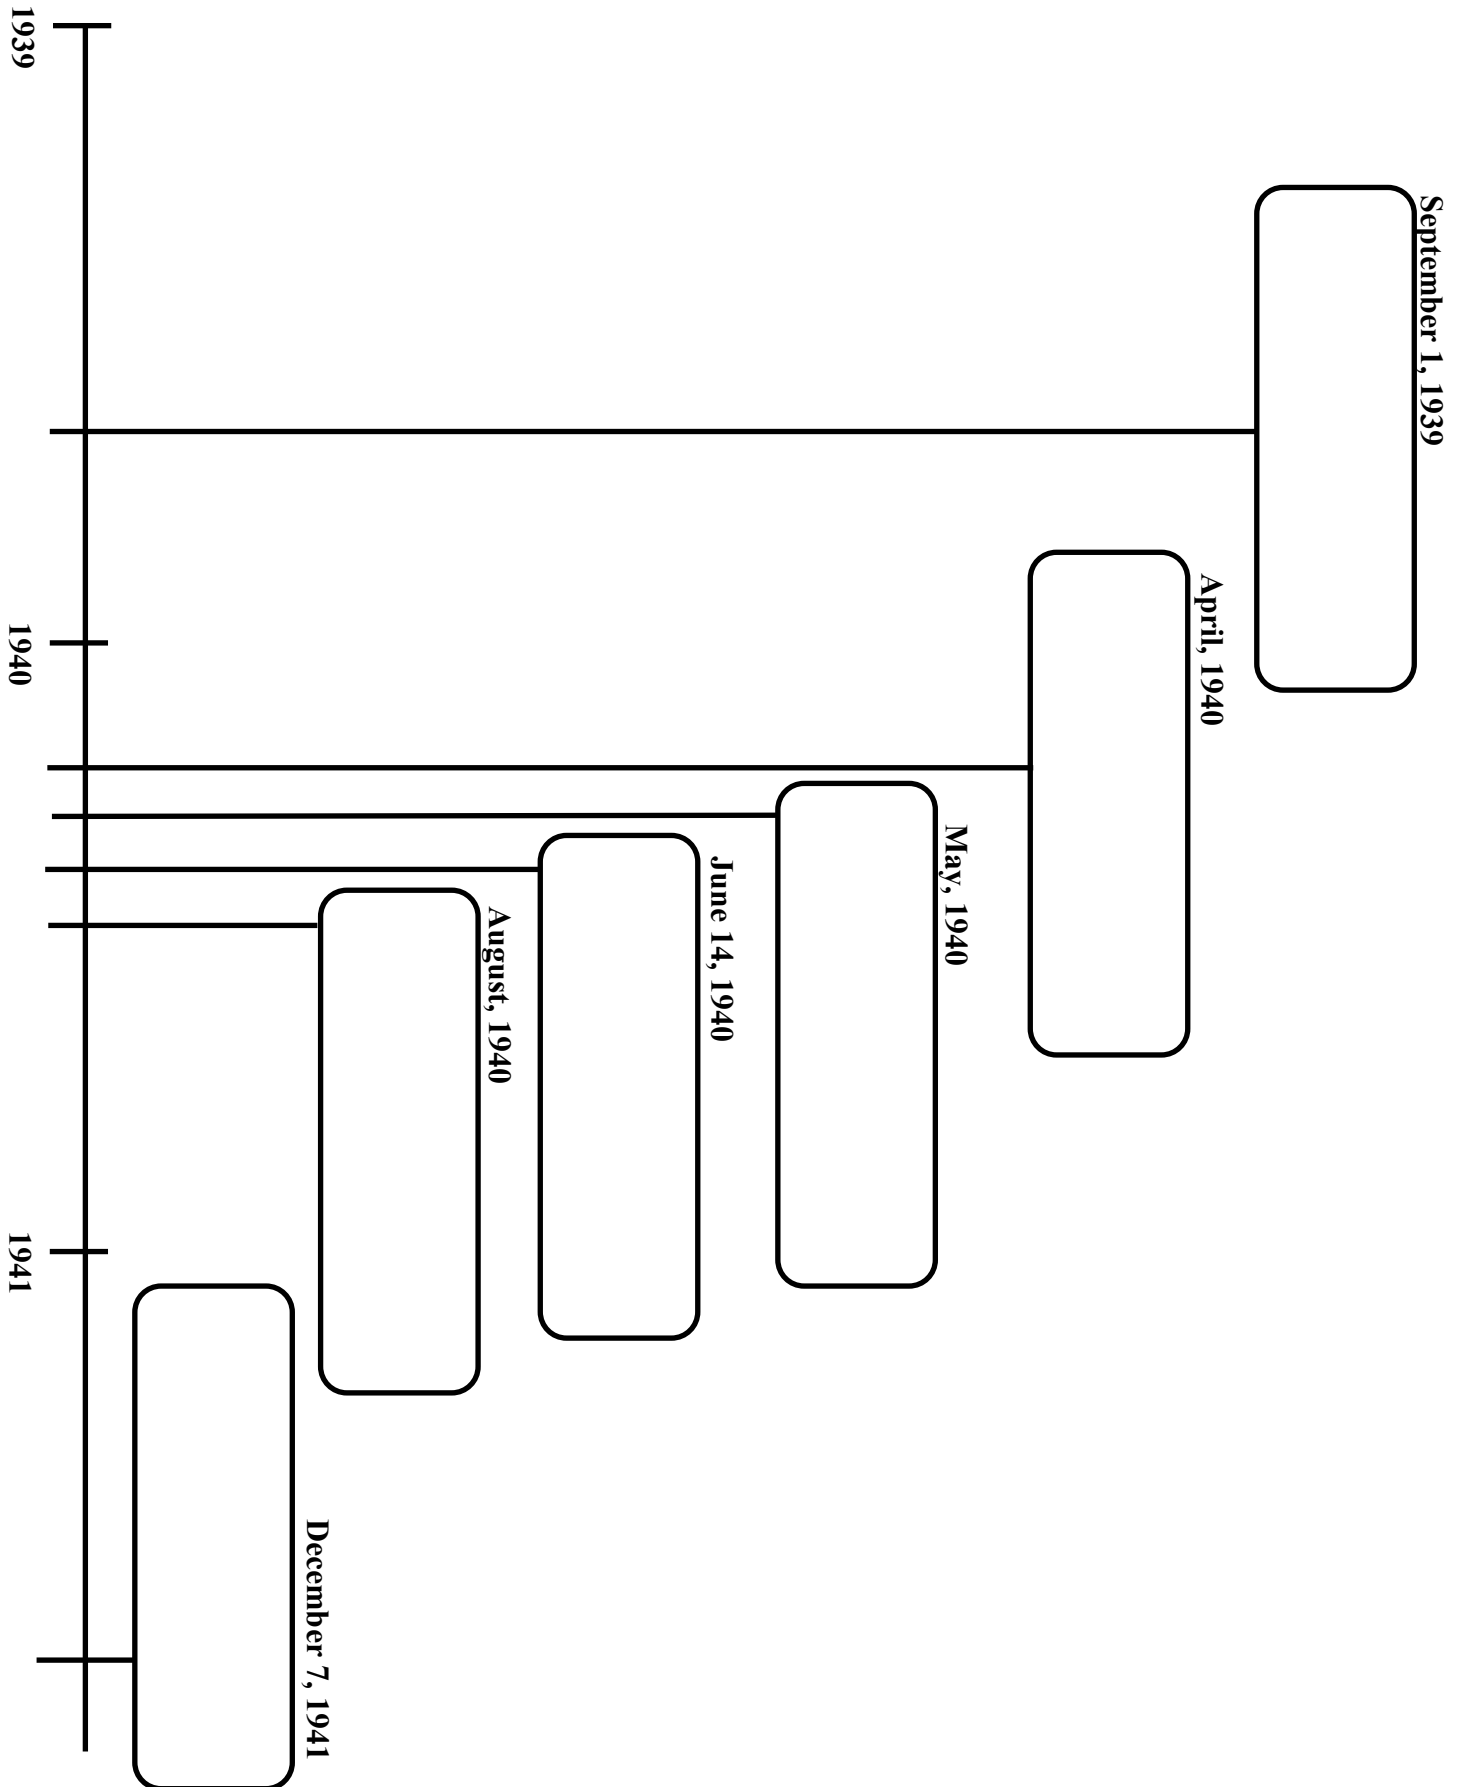 September 1, 1939
April, 1940
May, 1940
June 14, 1940
August, 1940
December 7, 1941
1939
1940
1941